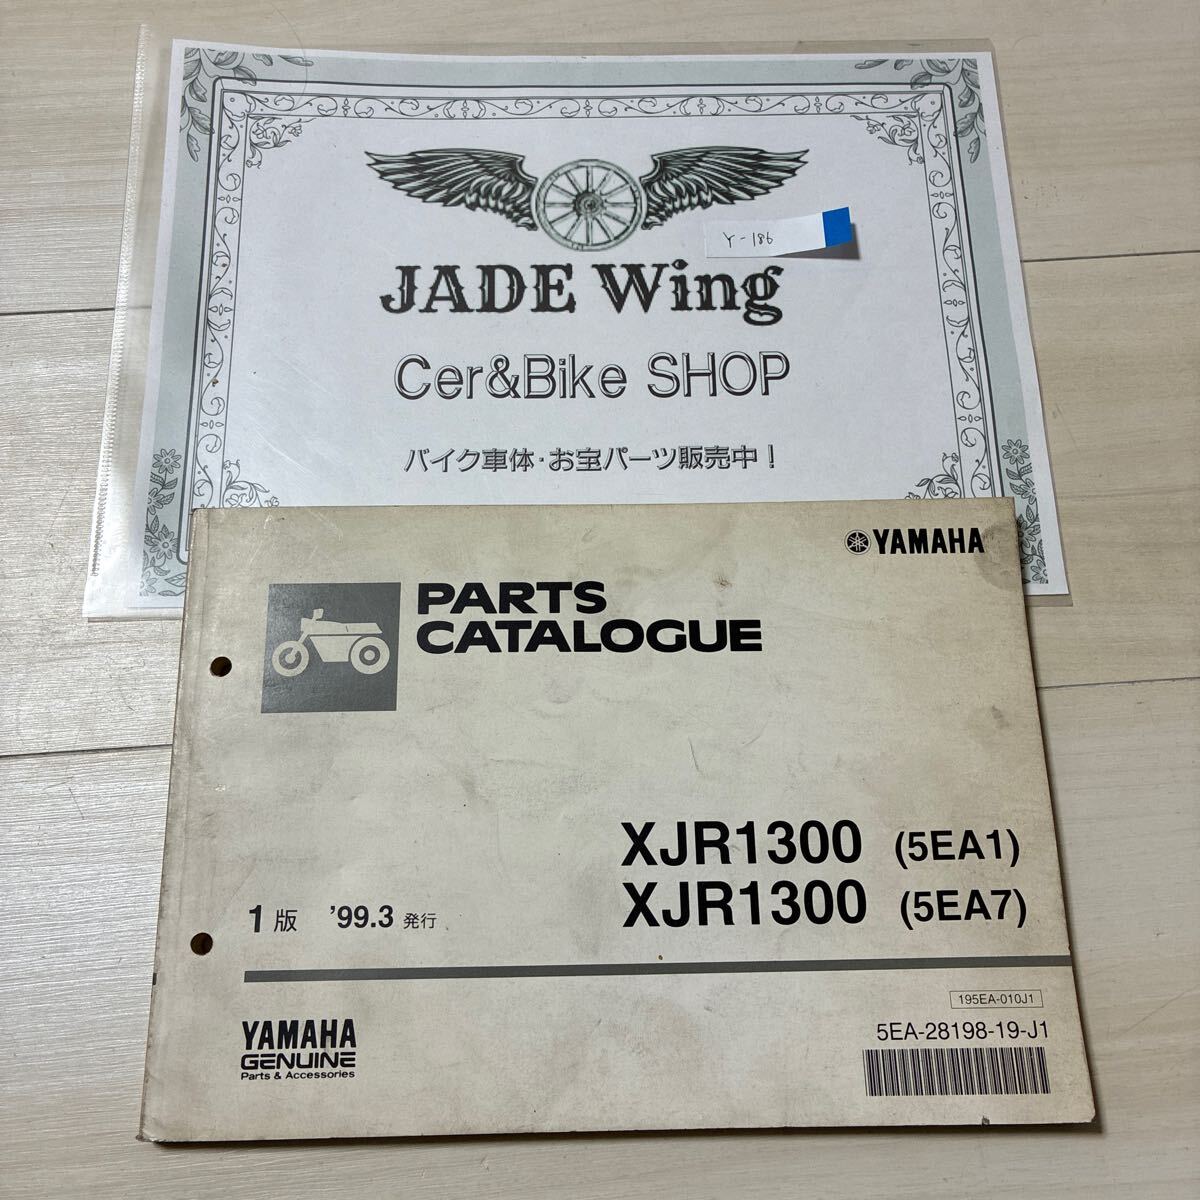 Y-186
JADE Wing
Cer&Bike SHOP
バイク車体・お宝パーツ販売中！
YAMAHA
PARTS
CATALOGUE
XJR1300 (5EA1)
XJR1300 (5EA7)
1版 ’99.3 発行
195EA-010J1
5EA-28198-19-J1
YAMAHA
GENUINE
Parts & Accessories